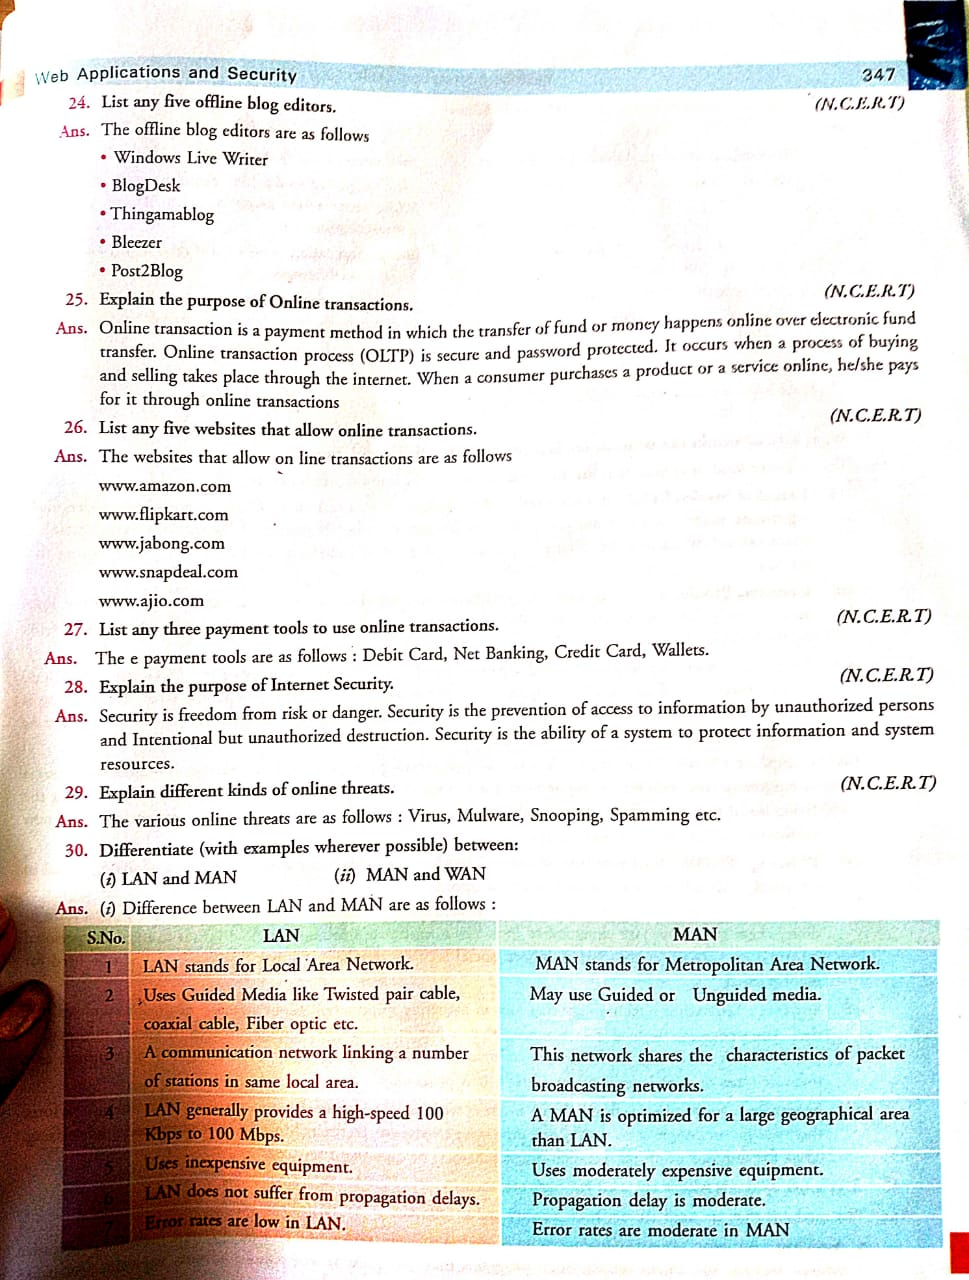 Web Applications and Security 347
24. List any five offline blog editors. (N.C.E.R.T)
Ans. The offline blog editors are as follows
• Windows Live Writer
• BlogDesk
• Thingamablog
• Bleezer
• Post2Blog
25. Explain the purpose of Online transactions. (N.C.E.R.T)
Ans. Online transaction is a payment method in which the transfer of fund or money happens online over electronic fund
transfer. Online transaction process (OLTP) is secure and password protected. It occurs when a process of buying
and selling takes place through the internet. When a consumer purchases a product or a service online, he/she pays
for it through online transactions
26. List any five websites that allow online transactions. (N.C.E.R.T)
Ans. The websites that allow on line transactions are as follows
www.amazon.com
www.flipkart.com
www.jabong.com
www.snapdeal.com
www.ajio.com
27. List any three payment tools to use online transactions. (N.C.E.R.T)
Ans. The e payment tools are as follows : Debit Card, Net Banking, Credit Card, Wallets.
28. Explain the purpose of Internet Security. (N.C.E.R.T)
Ans. Security is freedom from risk or danger. Security is the prevention of access to information by unauthorized persons
and Intentional but unauthorized destruction. Security is the ability of a system to protect information and system
resources.
29. Explain different kinds of online threats. (N.C.E.R.T)
Ans. The various online threats are as follows : Virus, Mulware, Snooping, Spamming etc.
30. Differentiate (with examples wherever possible) between:
(i) LAN and MAN (ii) MAN and WAN
Ans. (i) Difference between LAN and MAN are as follows :
S.No. LAN MAN
1 LAN stands for Local Area Network. MAN stands for Metropolitan Area Network.
2 Uses Guided Media like Twisted pair cable, May use Guided or Unguided media.
coaxial cable, Fiber optic etc.
3 A communication network linking a number This network shares the characteristics of packet
of stations in same local area. broadcasting networks.
4 LAN generally provides a high-speed 100 A MAN is optimized for a large geographical area
Kbps to 100 Mbps. than LAN.
5 Uses inexpensive equipment. Uses moderately expensive equipment.
6 LAN does not suffer from propagation delays. Propagation delay is moderate.
7 Error rates are low in LAN. Error rates are moderate in MAN